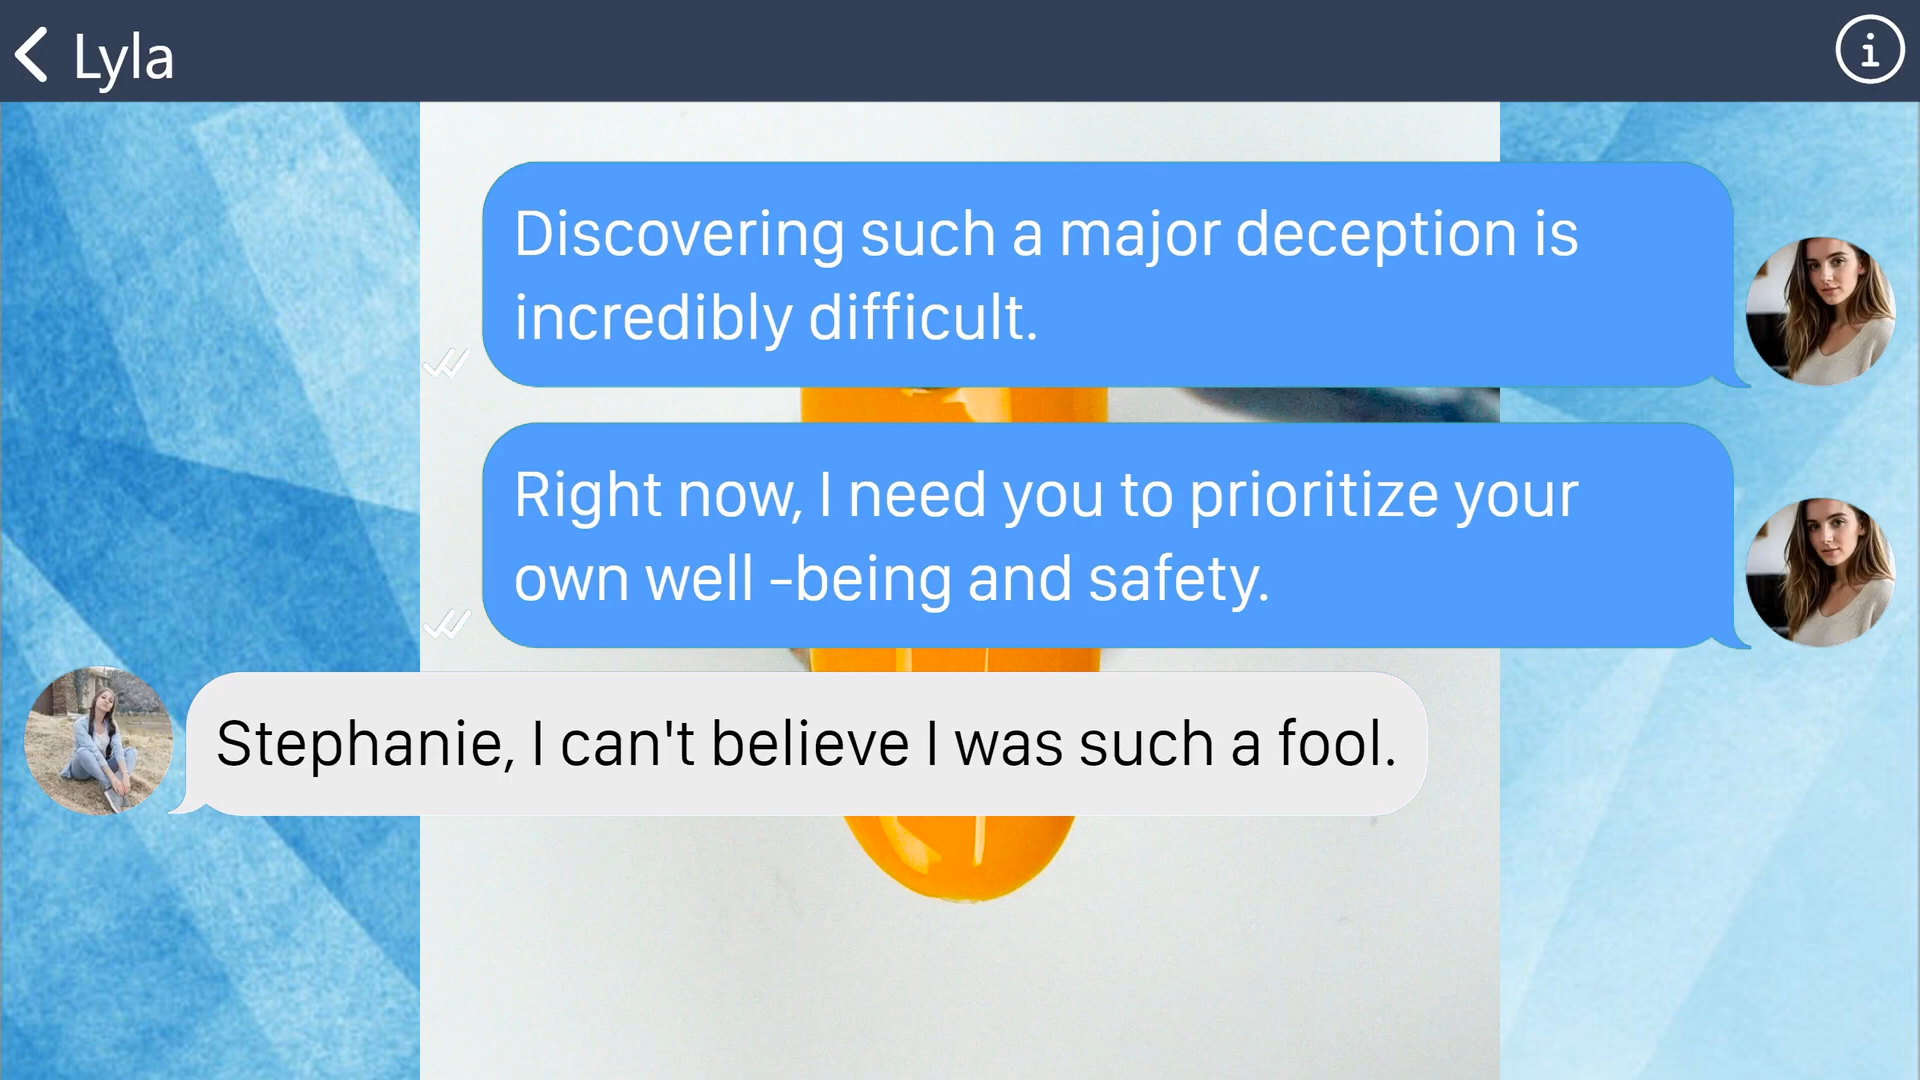 Lyla
Discovering such a major deception is
incredibly difficult.
Right now, I need you to prioritize your
own well -being and safety.
Stephanie, I can't believe I was such a fool.